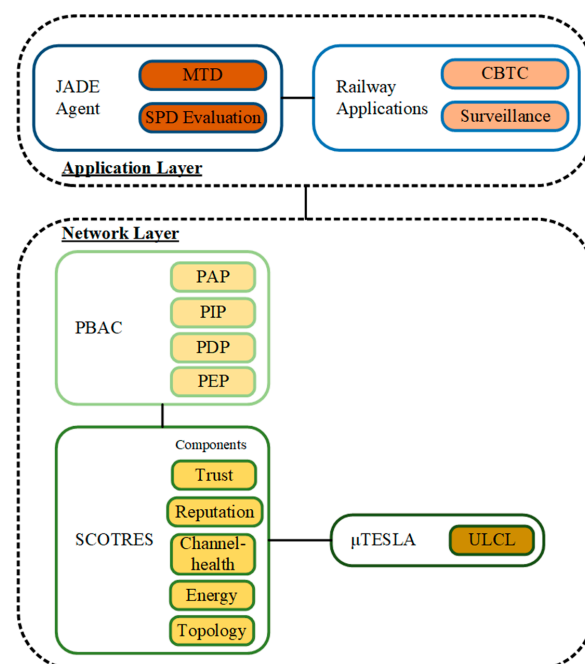 JADE
Agent
MTD
SPD Evaluation
Railway
Applications
CBTC
Surveillance
Application Layer
Network Layer
PBAC
PAP
PIP
PDP
PEP
SCOTRES
Components
Trust
Reputation
Channel-
health
Energy
Topology
μTESLA
ULCL